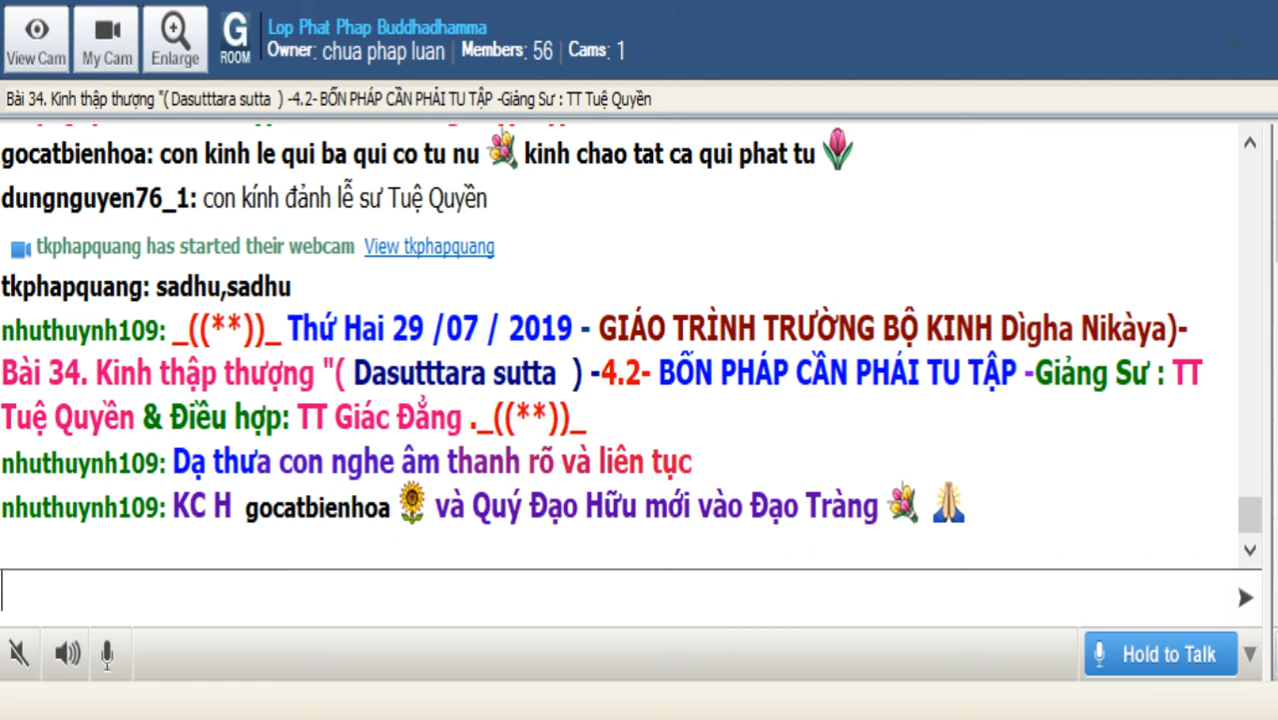 View Cam
My Cam
Enlarge
G
ROOM
Lop Phat Phap Buddhadhamma
Owner: chua phap luan | Members: 56 | Cams: 1
Bài 34. Kinh thập thượng "( Dasutttara sutta ) -4.2- BỐN PHÁP CẦN PHẢI TU TẬP -Giảng Sư : TT Tuệ Quyền
gocatbienhoa: con kinh le qui ba qui co tu nu kinh chao tat ca qui phat tu
dungnguyen76_1: con kính đảnh lễ sư Tuệ Quyền
tkphapquang has started their webcam View tkphapquang
tkphapquang: sadhu,sadhu
nhuthuynh109: _((**))_ Thứ Hai 29 /07 / 2019 - GIÁO TRÌNH TRƯỜNG BỘ KINH Dìgha Nikàya)-
Bài 34. Kinh thập thượng "( Dasutttara sutta ) -4.2- BỐN PHÁP CẦN PHÁI TU TẬP -Giảng Sư : TT
Tuệ Quyền & Điều hợp: TT Giác Đẳng ._((**))_
nhuthuynh109: Dạ thưa con nghe âm thanh rõ và liên tục
nhuthuynh109: KC H gocatbienhoa và Quý Đạo Hữu mới vào Đạo Tràng
Hold to Talk